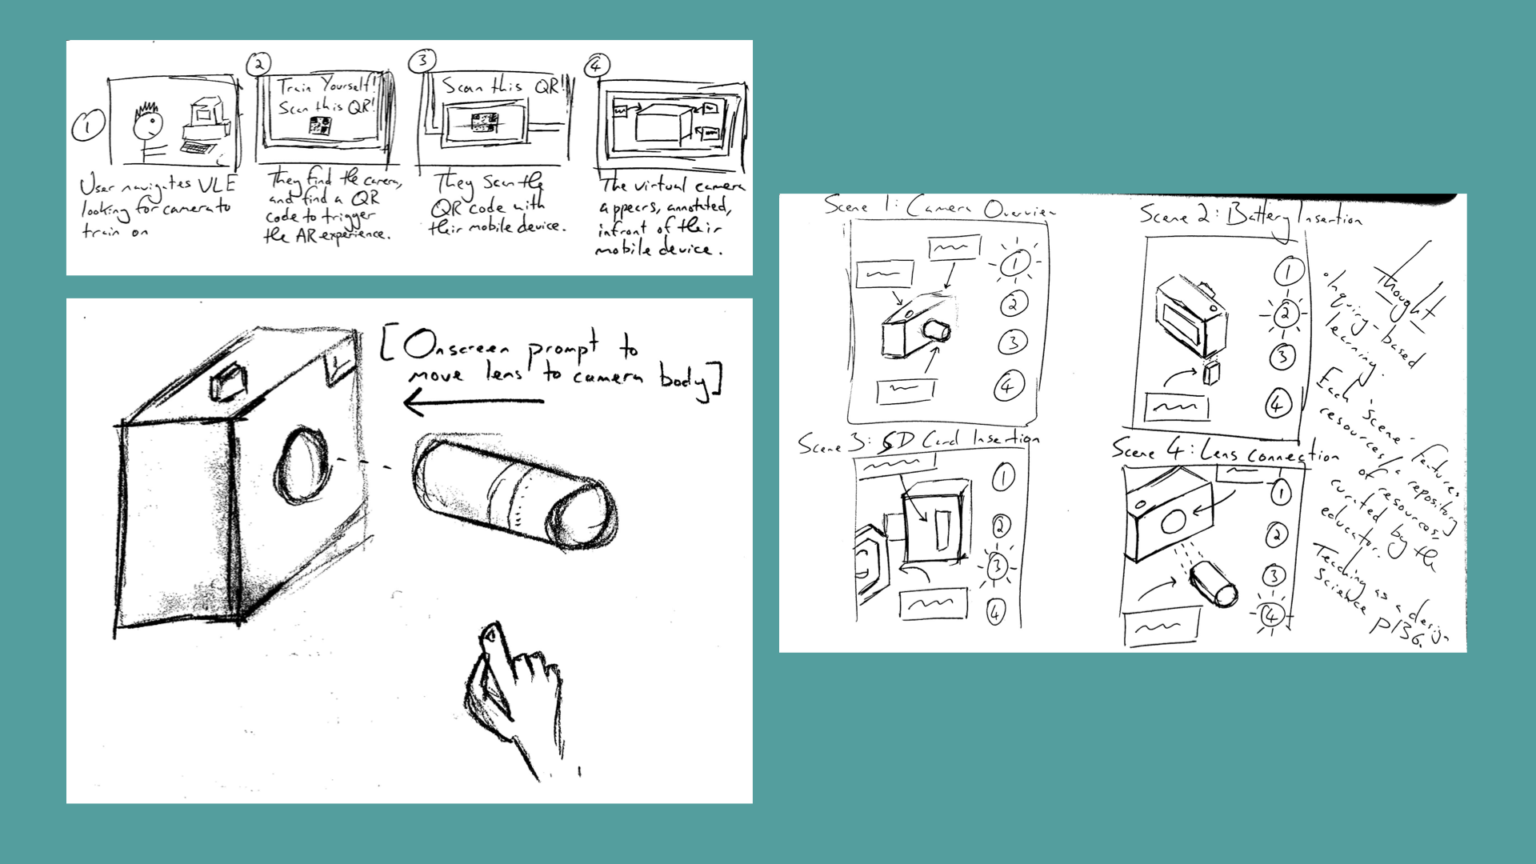 1
User navigates VLE
looking for camera to
train on
2
Train Yourself!
Scan this QR!
They find the camera,
and find a QR
code to trigger
the AR experience.
3
Scan this QR!
They scan the
QR code with
their mobile device.
4
The virtual camera
appears, annotated,
infront of their
mobile device.
[Onscreen prompt to
move lens to camera body]
Scene 1: Camera Overview
1
2
3
4
Scene 2: Battery Insertion
1
2
3
4
Scene 3: SD Card Insertion
1
2
3
4
Scene 4: Lens connection
1
2
3
4
Thought
Inquiry-based
learning.
Each 'scene' features
resources/a repository
of resources,
curated by the
educator.
Teaching as a design
Science p136.